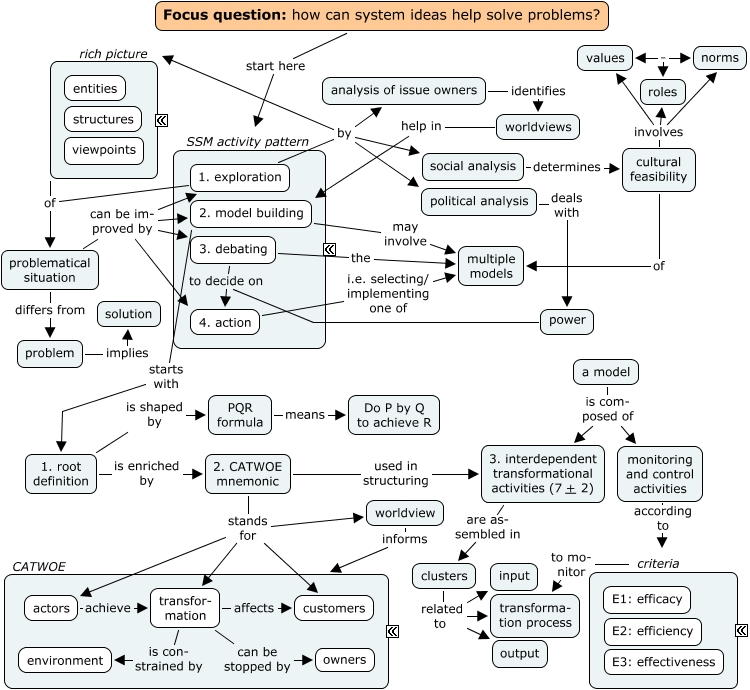 Focus question: how can system ideas help solve problems?
rich picture
entities
structures
viewpoints
start here
analysis of issue owners
identifies
worldviews
values
-
norms
roles
involves
cultural
feasibility
SSM activity pattern
by
help in
social analysis
determines
political analysis
deals
with
1. exploration
2. model building
3. debating
to decide on
4. action
of
can be im-
proved by
problematical
situation
differs from
solution
problem
implies
may
involve
the
i.e. selecting/
implementing
one of
multiple
models
of
power
starts
with
a model
is com-
posed of
is shaped
by
PQR
formula
means
Do P by Q
to achieve R
1. root
definition
is enriched
by
2. CATWOE
mnemonic
used in
structuring
3. interdependent
transformational
activities (7 ± 2)
monitoring
and control
activities
according
to
stands
for
worldview
informs
are as-
sembled in
to mo-
nitor
criteria
E1: efficacy
E2: efficiency
E3: effectiveness
clusters
related
to
input
transforma-
tion process
output
CATWOE
actors
achieve
transfor-
mation
affects
customers
environment
is con-
strained by
can be
stopped by
owners